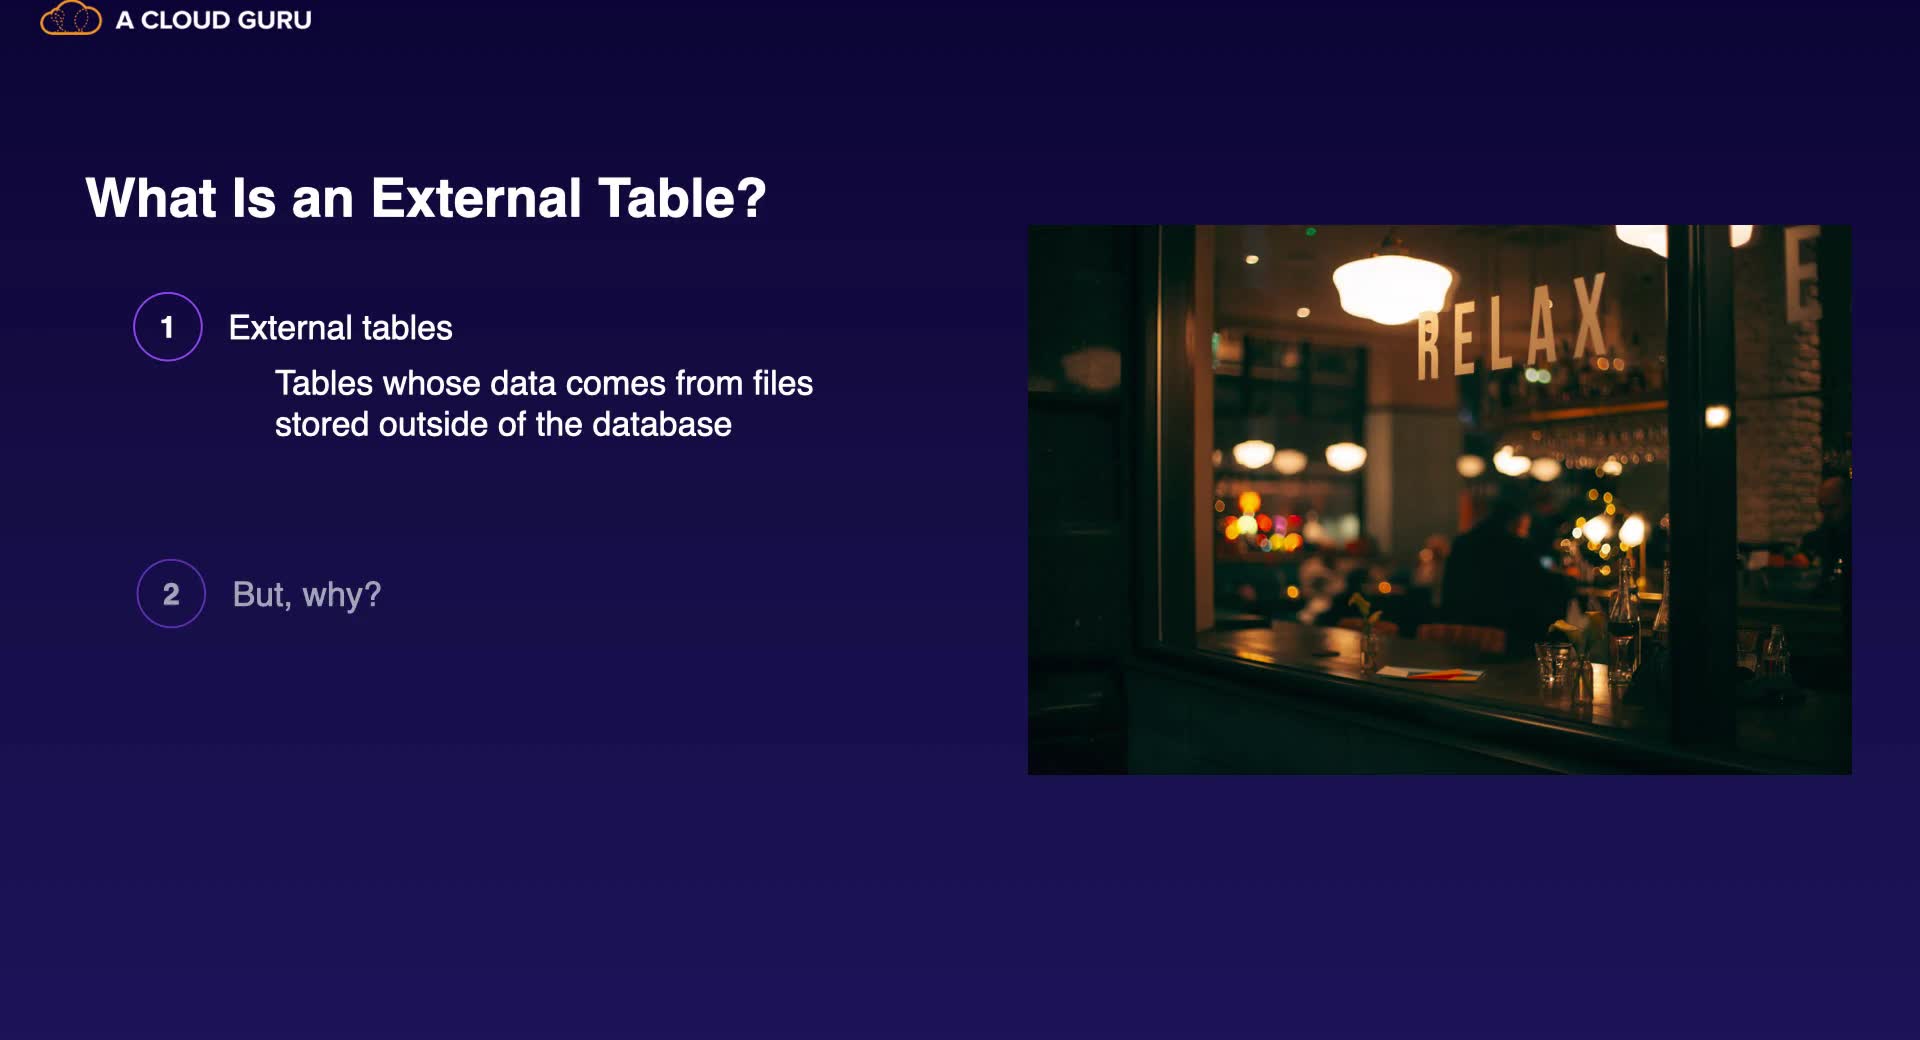 A CLOUD GURU
What Is an External Table?
1 External tables
Tables whose data comes from files
stored outside of the database
2 But, why?
RELAX
E